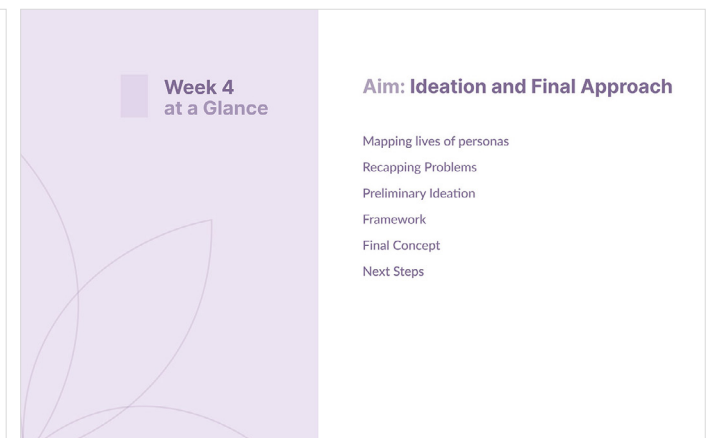 Week 4
at a Glance
Aim: Ideation and Final Approach
Mapping lives of personas
Recapping Problems
Preliminary Ideation
Framework
Final Concept
Next Steps